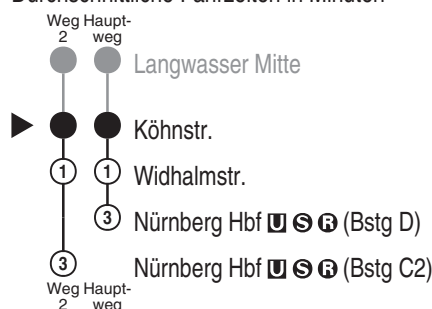 Durchschnittliche Fahrzeiten in Minuten
Weg Haupt-
2 weg
Langwasser Mitte
Köhnstr.
1 1 Widhalmstr.
3 Nürnberg Hbf U S R (Bstg D)
3 Nürnberg Hbf U S R (Bstg C2)
Weg Haupt-
2 weg